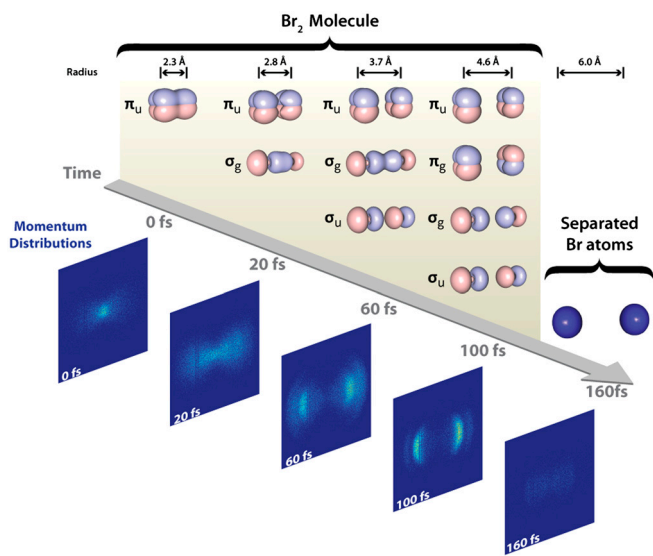 Br₂ Molecule
Radius 2.3 Å 2.8 Å 3.7 Å 4.6 Å 6.0 Å
πu πu πu πu
σg σg πg
Time
σu σg
Separated
Br atoms
0 fs
Momentum
Distributions
σu
20 fs
60 fs
100 fs
160fs
0 fs
20 fs
60 fs
100 fs
160 fs